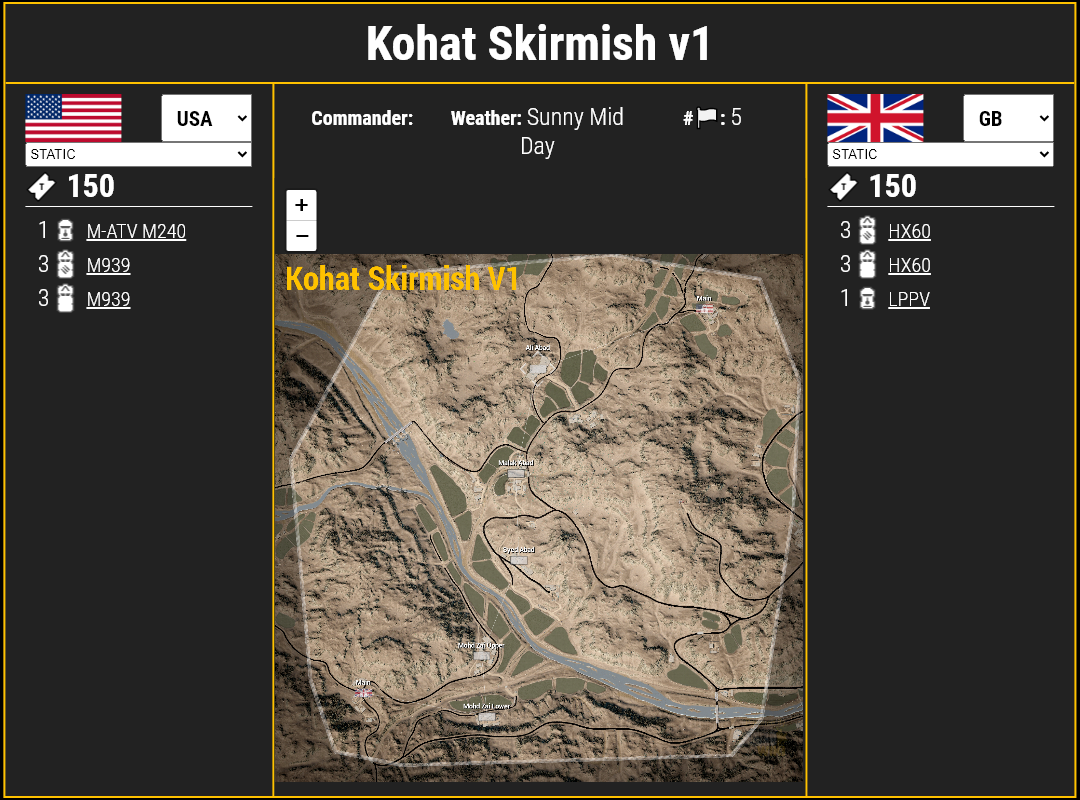 Kohat Skirmish v1
USA
STATIC
150
1 M-ATV M240
3 M939
3 M939
Commander:
Weather: Sunny Mid
Day
#: 5
+
−
Kohat Skirmish V1
Main
Ali Abad
Malak Abad
Syed Abad
Mohd Zai Upper
Main
Mohd Zai Lower
GB
STATIC
150
3 HX60
3 HX60
1 LPPV